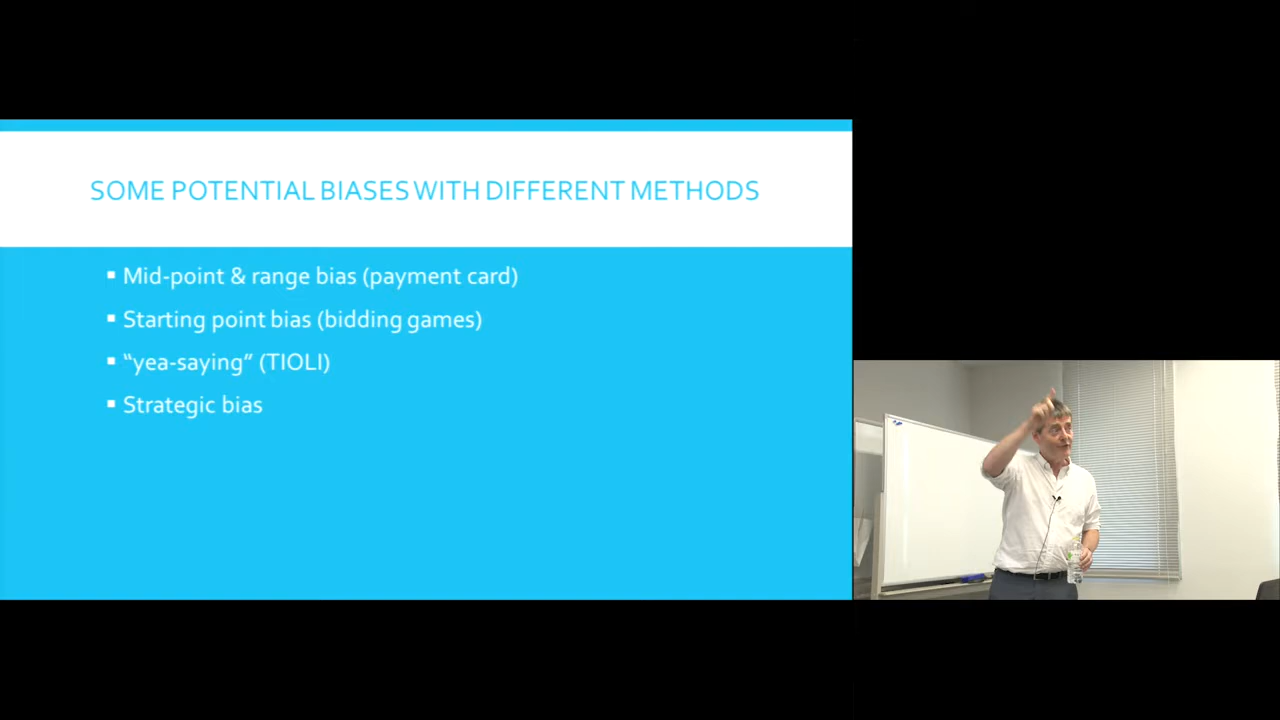 SOME POTENTIAL BIASES WITH DIFFERENT METHODS
▪ Mid-point & range bias (payment card)
▪ Starting point bias (bidding games)
▪ “yea-saying” (TIOLI)
▪ Strategic bias